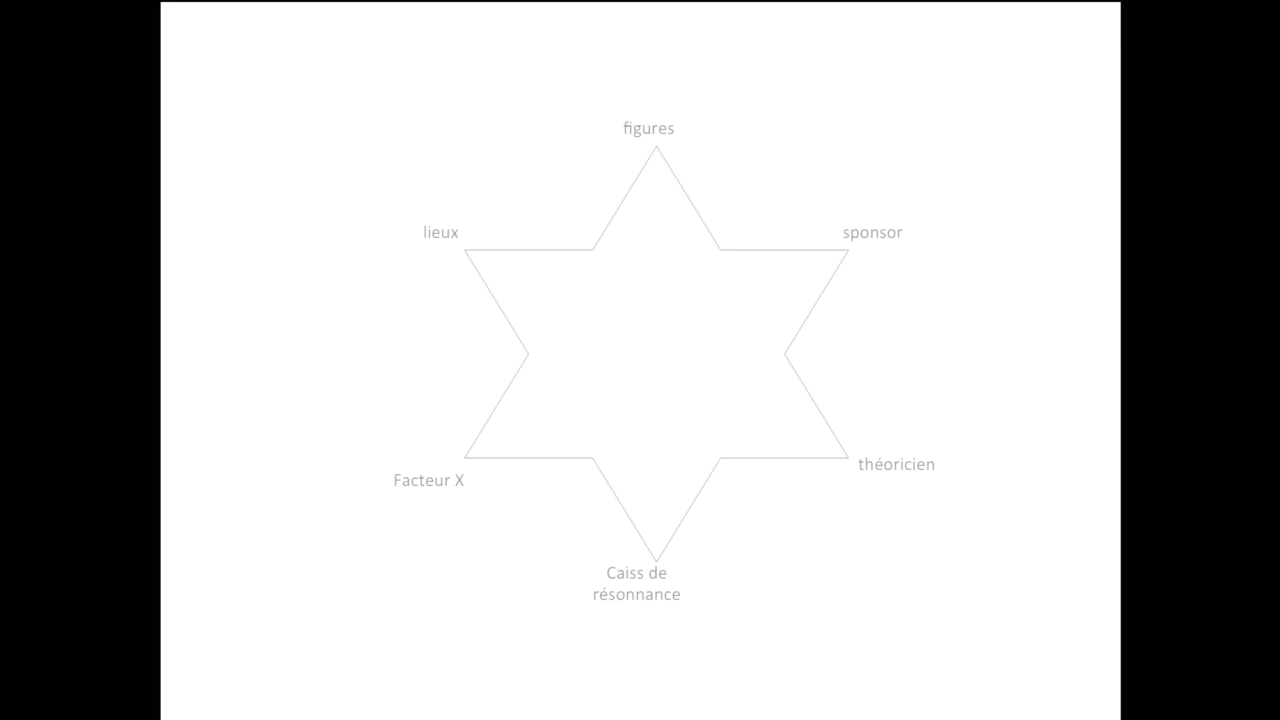 figures
lieux
sponsor
Facteur X
théoricien
Caiss de
résonnance